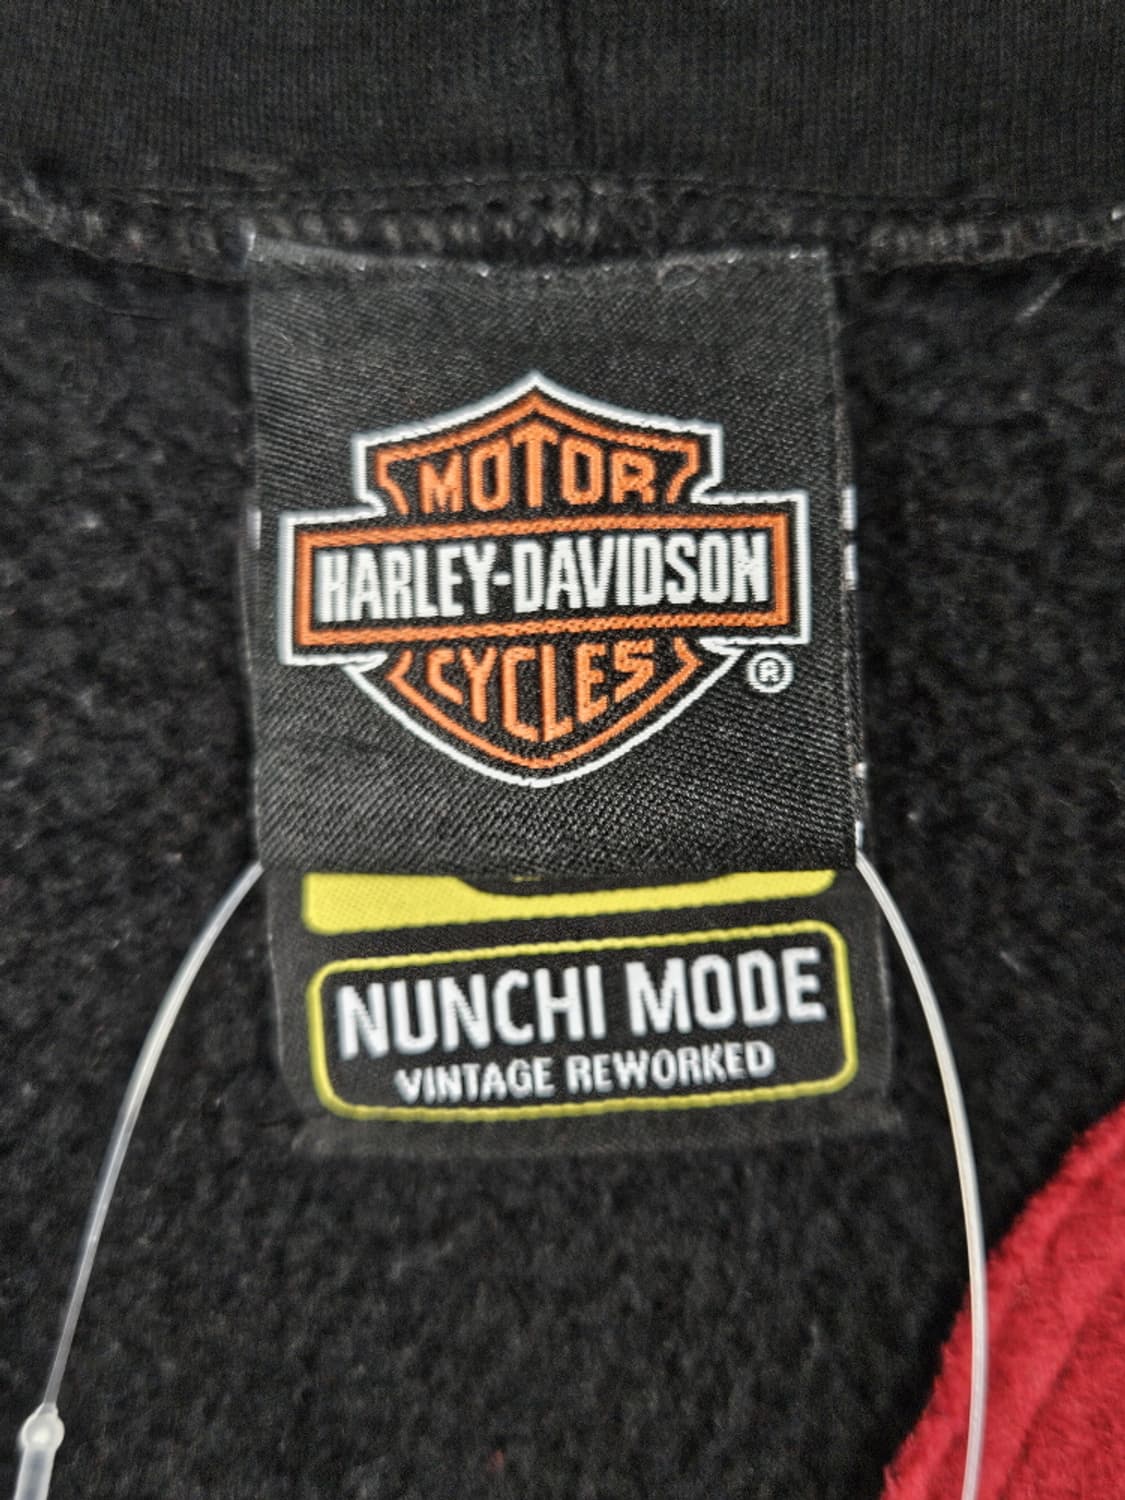 MOTOR
HARLEY-DAVIDSON
CYCLES
®
NUNCHI MODE
VINTAGE REWORKED